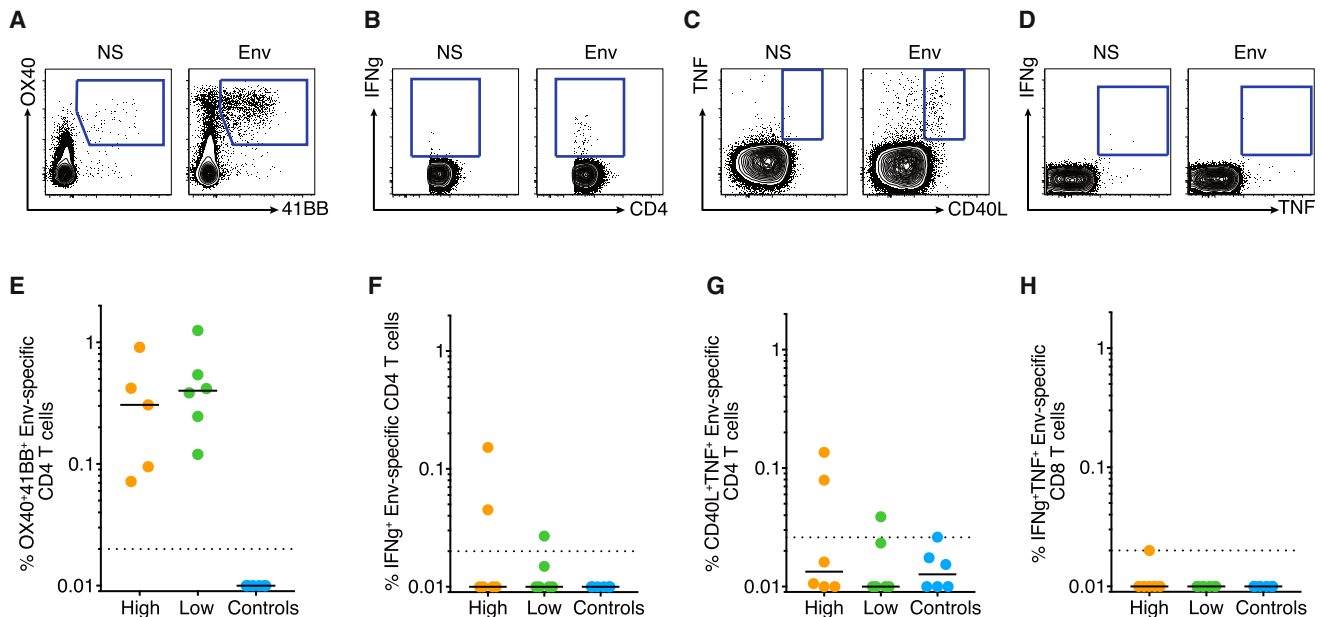 A
NS
Env
OX40
41BB
B
NS
Env
IFNg
CD4
C
NS
Env
TNF
CD40L
D
NS
Env
IFNg
TNF
E
% OX40⁺41BB⁺ Env-specific
CD4 T cells
1
0.1
0.01
High
Low
Controls
F
% IFNg⁺ Env-specific CD4 T cells
1
0.1
0.01
High
Low
Controls
G
% CD40L⁺TNF⁺ Env-specific
CD4 T cells
1
0.1
0.01
High
Low
Controls
H
% IFNg⁺TNF⁺ Env-specific
CD8 T cells
1
0.1
0.01
High
Low
Controls